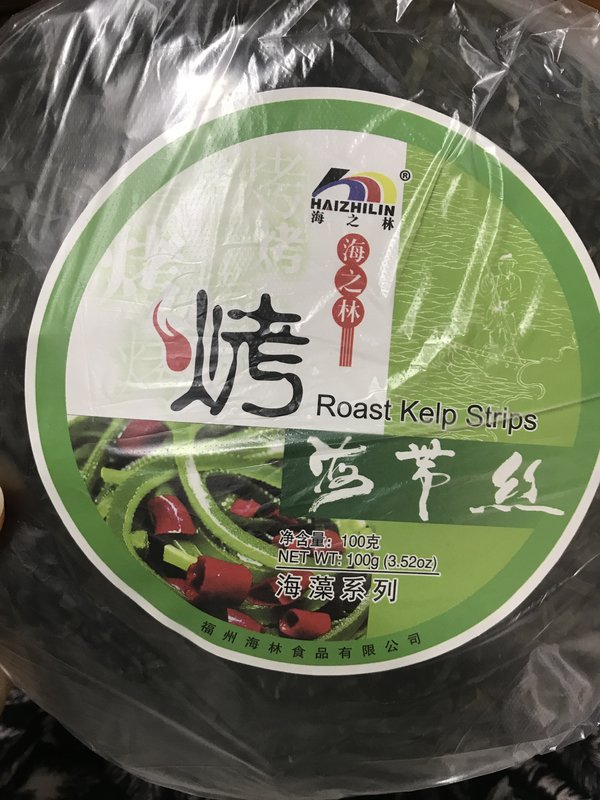 HAIZHILIN ®
海之林
海之林
烤
Roast Kelp Strips
海带丝
净含量: 100克
NET WT: 100g (3.52oz)
海藻系列
福州海林食品有限公司